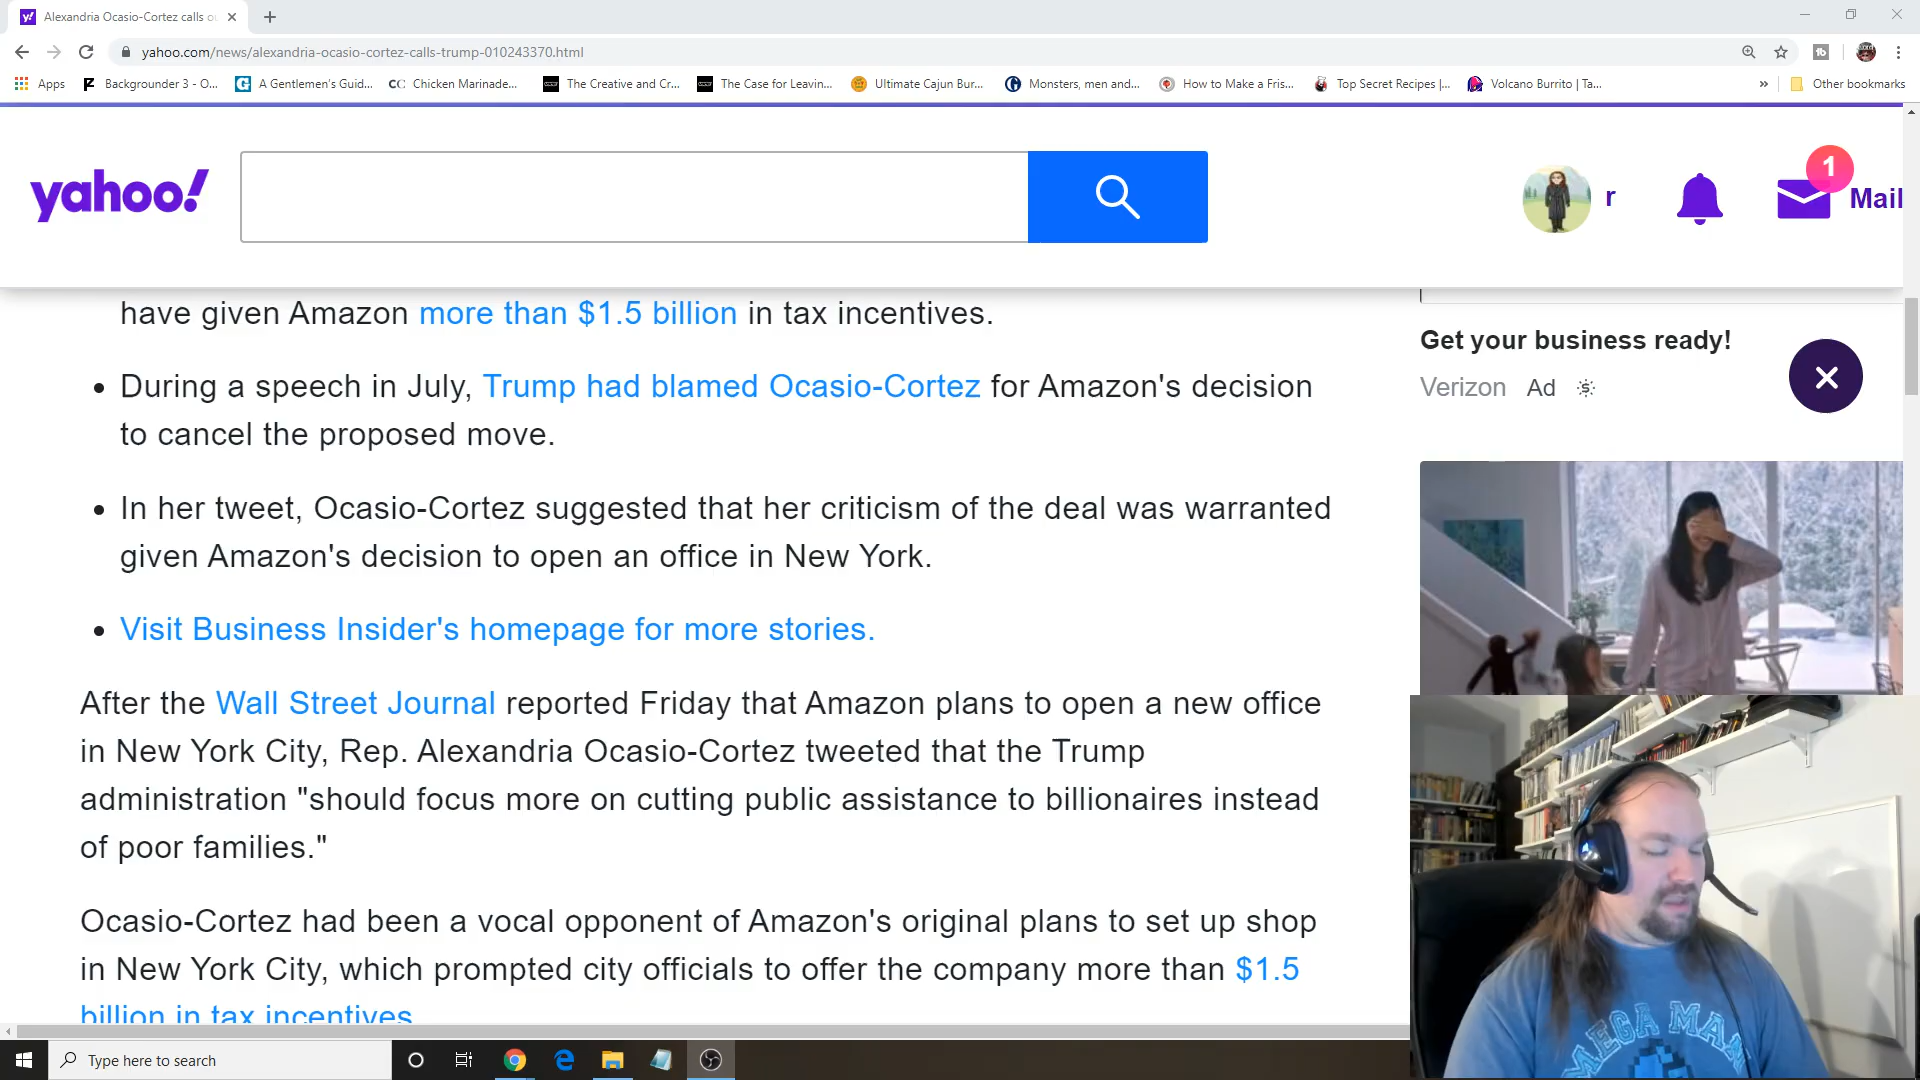 Alexandria Ocasio-Cortez calls ou
yahoo.com/news/alexandria-ocasio-cortez-calls-trump-010243370.html
Apps
Backgrounder 3 - O...
A Gentlemen's Guid...
CC Chicken Marinade...
The Creative and Cr...
The Case for Leavin...
Ultimate Cajun Bur...
Monsters, men and...
How to Make a Fris...
Top Secret Recipes |...
Volcano Burrito | Ta...
»
Other bookmarks
yahoo!
r
1
Mail
have given Amazon more than $1.5 billion in tax incentives.
• During a speech in July, Trump had blamed Ocasio-Cortez for Amazon's decision
to cancel the proposed move.
• In her tweet, Ocasio-Cortez suggested that her criticism of the deal was warranted
given Amazon's decision to open an office in New York.
• Visit Business Insider's homepage for more stories.
After the Wall Street Journal reported Friday that Amazon plans to open a new office
in New York City, Rep. Alexandria Ocasio-Cortez tweeted that the Trump
administration "should focus more on cutting public assistance to billionaires instead
of poor families."
Ocasio-Cortez had been a vocal opponent of Amazon's original plans to set up shop
in New York City, which prompted city officials to offer the company more than $1.5
billion in tax incentives
Get your business ready!
Verizon Ad
MEGA MAN
Type here to search